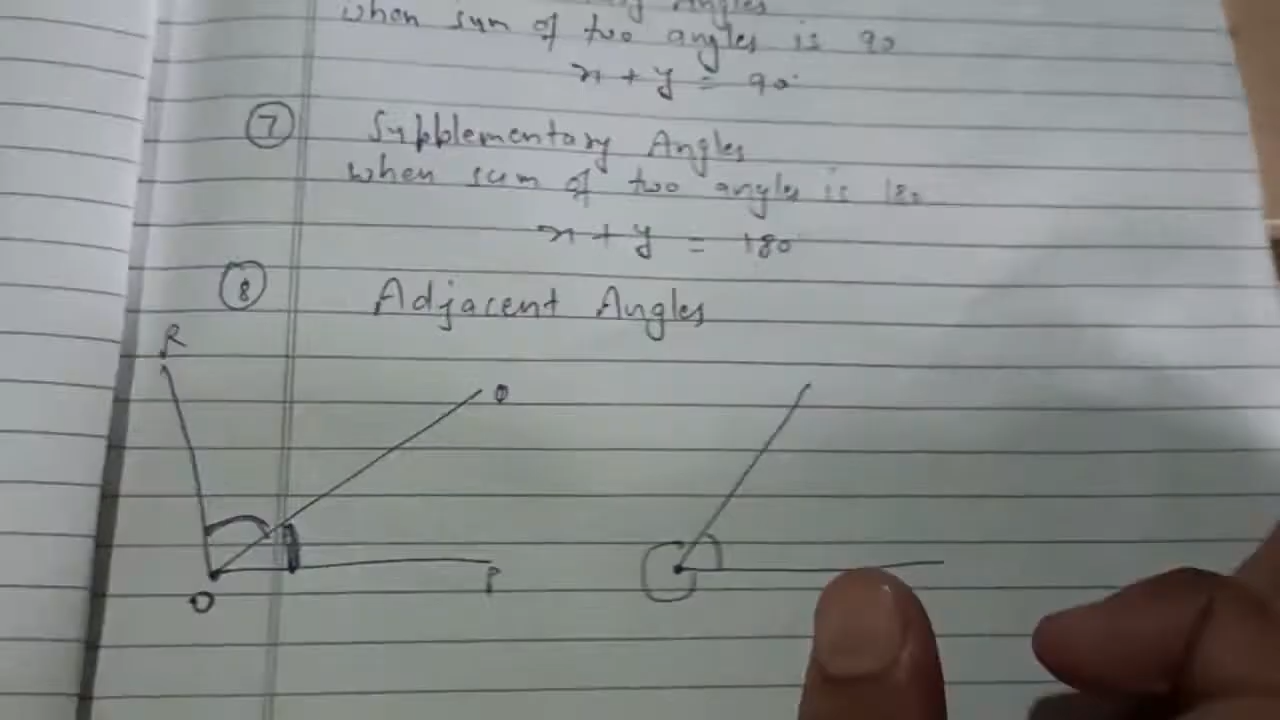 Angles
when sum of two angles is 90
x + y = 90°
7 Supplementary Angles
when sum of two angles is 180
x + y = 180°
8 Adjacent Angles
R
Q
P
O